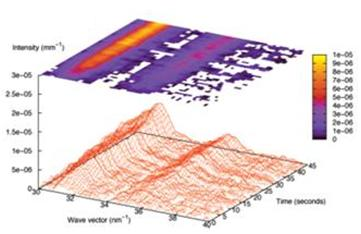 Intensity (mm⁻¹)
3e-05
2.5e-05
2e-05
1.5e-05
1e-05
5e-06
0
30
32
34
36
38
40
Wave vector (nm⁻¹)
0
5
10
15
20
25
30
35
40
45
Time (seconds)
1e-05
9e-06
8e-06
7e-06
6e-06
5e-06
4e-06
3e-06
2e-06
1e-06
0